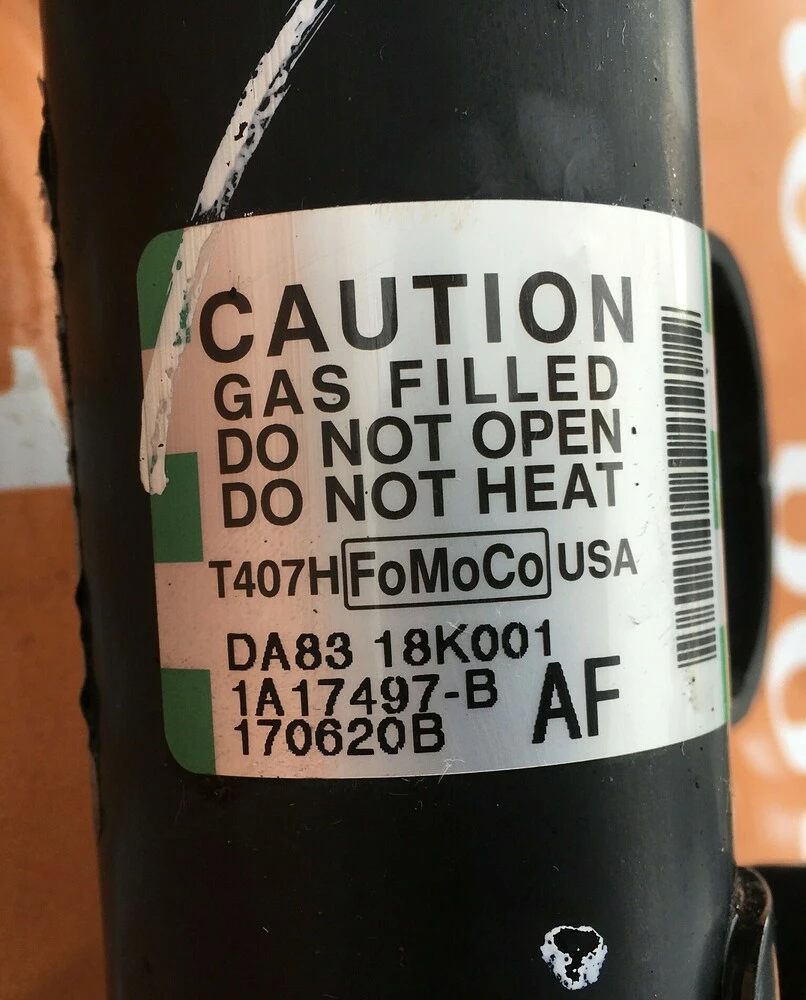 CAUTION
GAS FILLED
DO NOT OPEN
DO NOT HEAT
T407H FoMoCo USA
DA83 18K001
1A17497-B
AF
170620B